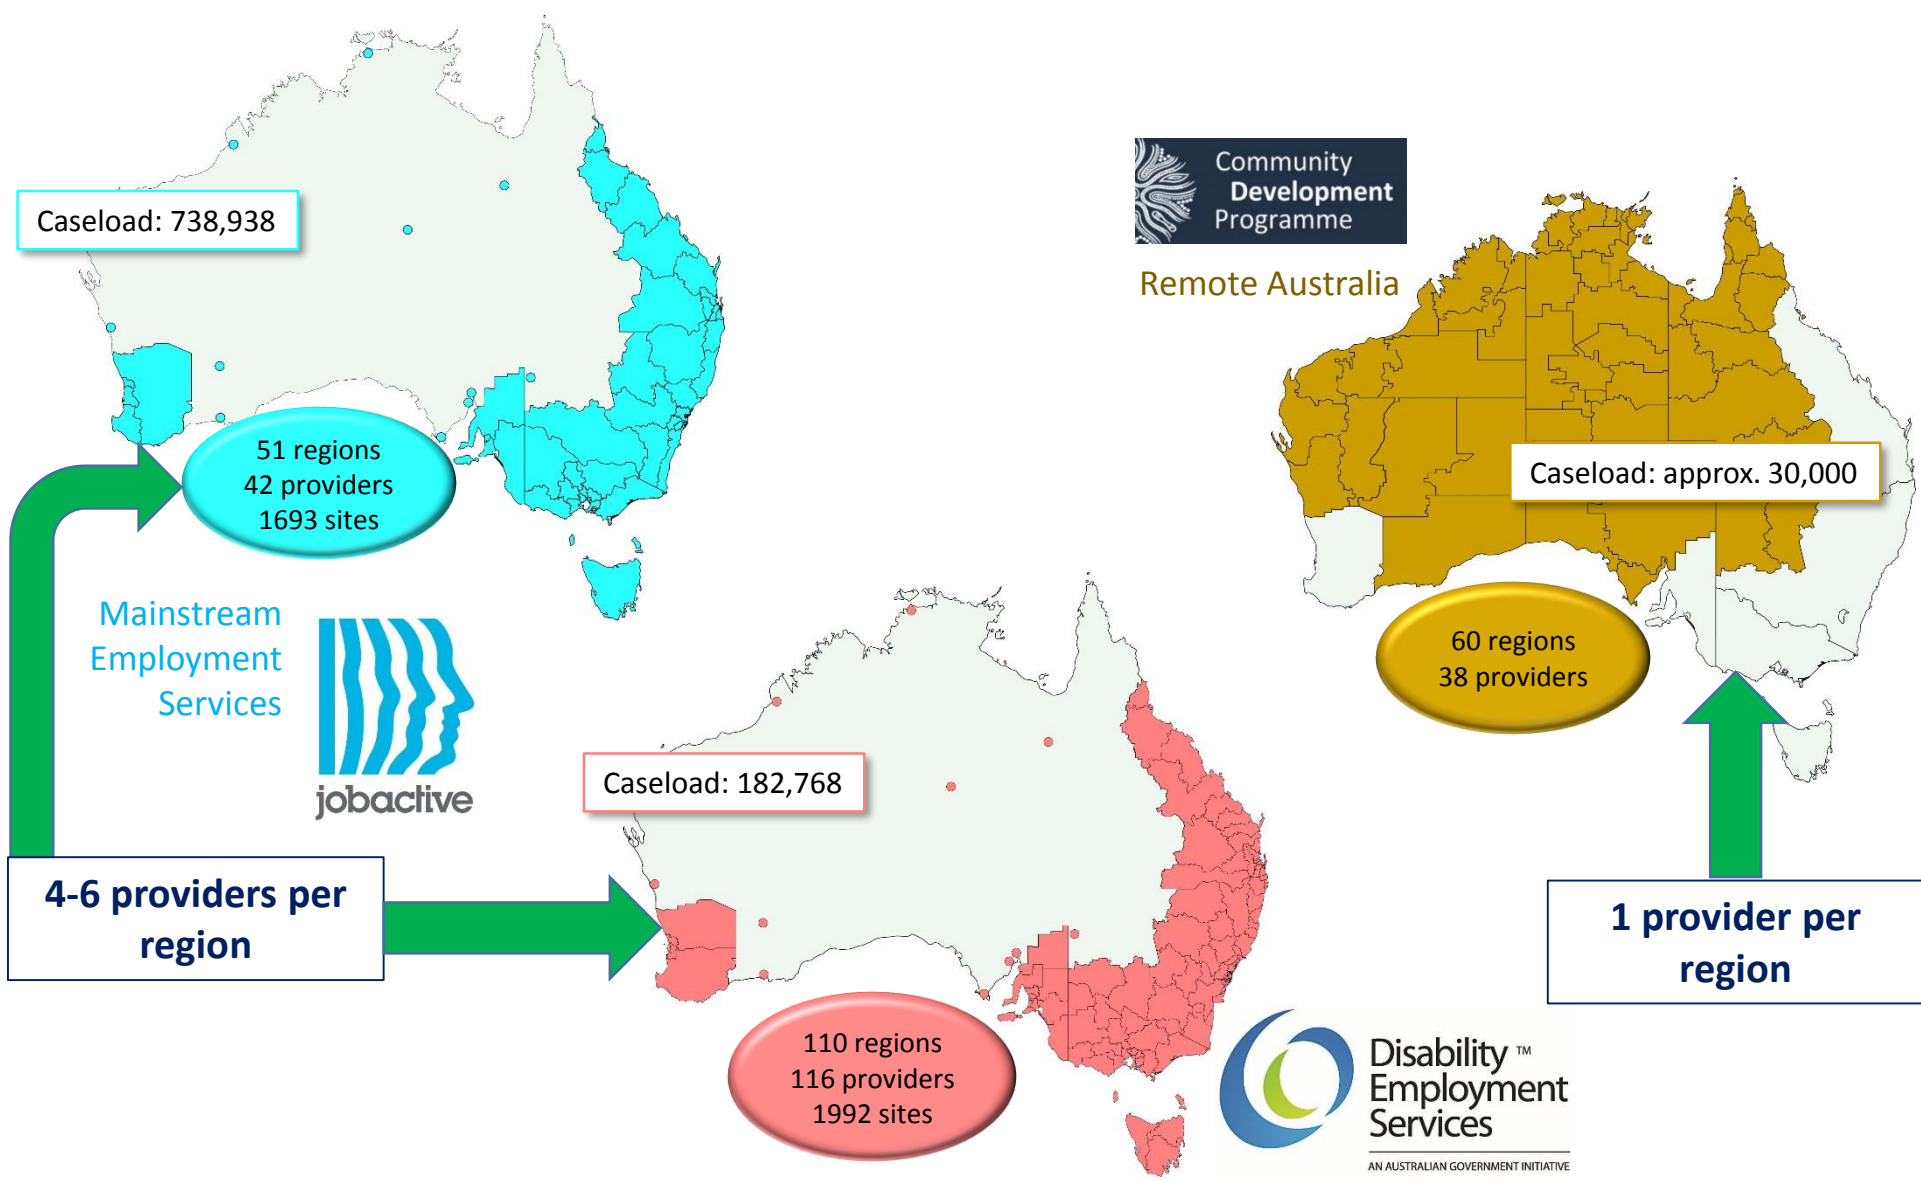 Caseload: 738,938
51 regions
42 providers
1693 sites
Mainstream
Employment
Services
jobactive
4-6 providers per
region
Caseload: 182,768
110 regions
116 providers
1992 sites
Disability ™
Employment
Services
AN AUSTRALIAN GOVERNMENT INITIATIVE
Community
Development
Programme
Remote Australia
Caseload: approx. 30,000
60 regions
38 providers
1 provider per
region